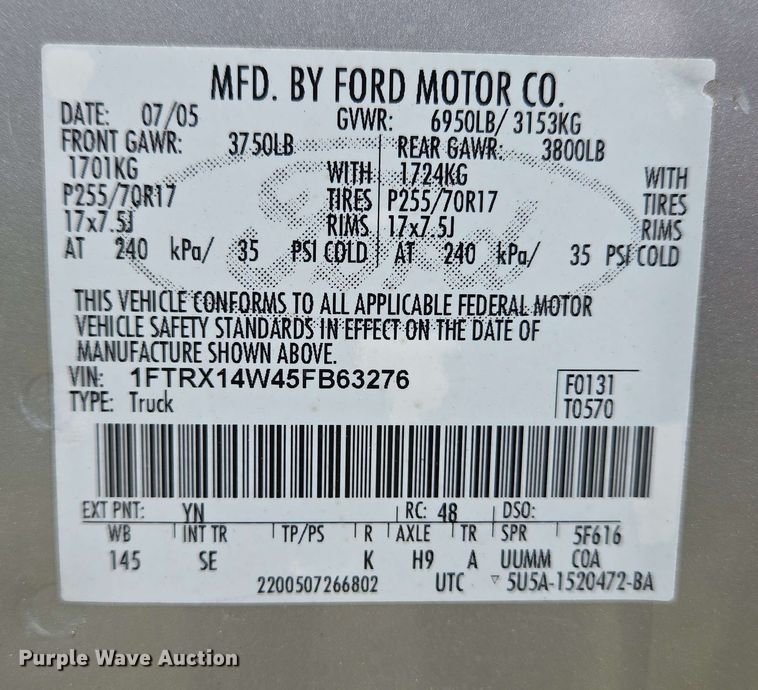 MFD. BY FORD MOTOR CO.
DATE: 07/05 GVWR: 6950LB/ 3153KG
FRONT GAWR: 3750LB REAR GAWR: 3800LB
1701KG WITH 1724KG WITH
P255/70R17 TIRES P255/70R17 TIRES
17x7.5J RIMS 17x7.5J RIMS
AT 240 kPa/ 35 PSI COLD AT 240 kPa/ 35 PSI COLD
Ford
THIS VEHICLE CONFORMS TO ALL APPLICABLE FEDERAL MOTOR
VEHICLE SAFETY STANDARDS IN EFFECT ON THE DATE OF
MANUFACTURE SHOWN ABOVE.
VIN: 1FTRX14W45FB63276 F0131
TYPE: Truck T0570
EXT PNT: YN RC: 48 DSO:
WB INT TR TP/PS R AXLE TR SPR 5F616
145 SE K H9 A UUMM COA
2200507266802 UTC ▽ 5U5A-1520472-BA
Purple Wave Auction